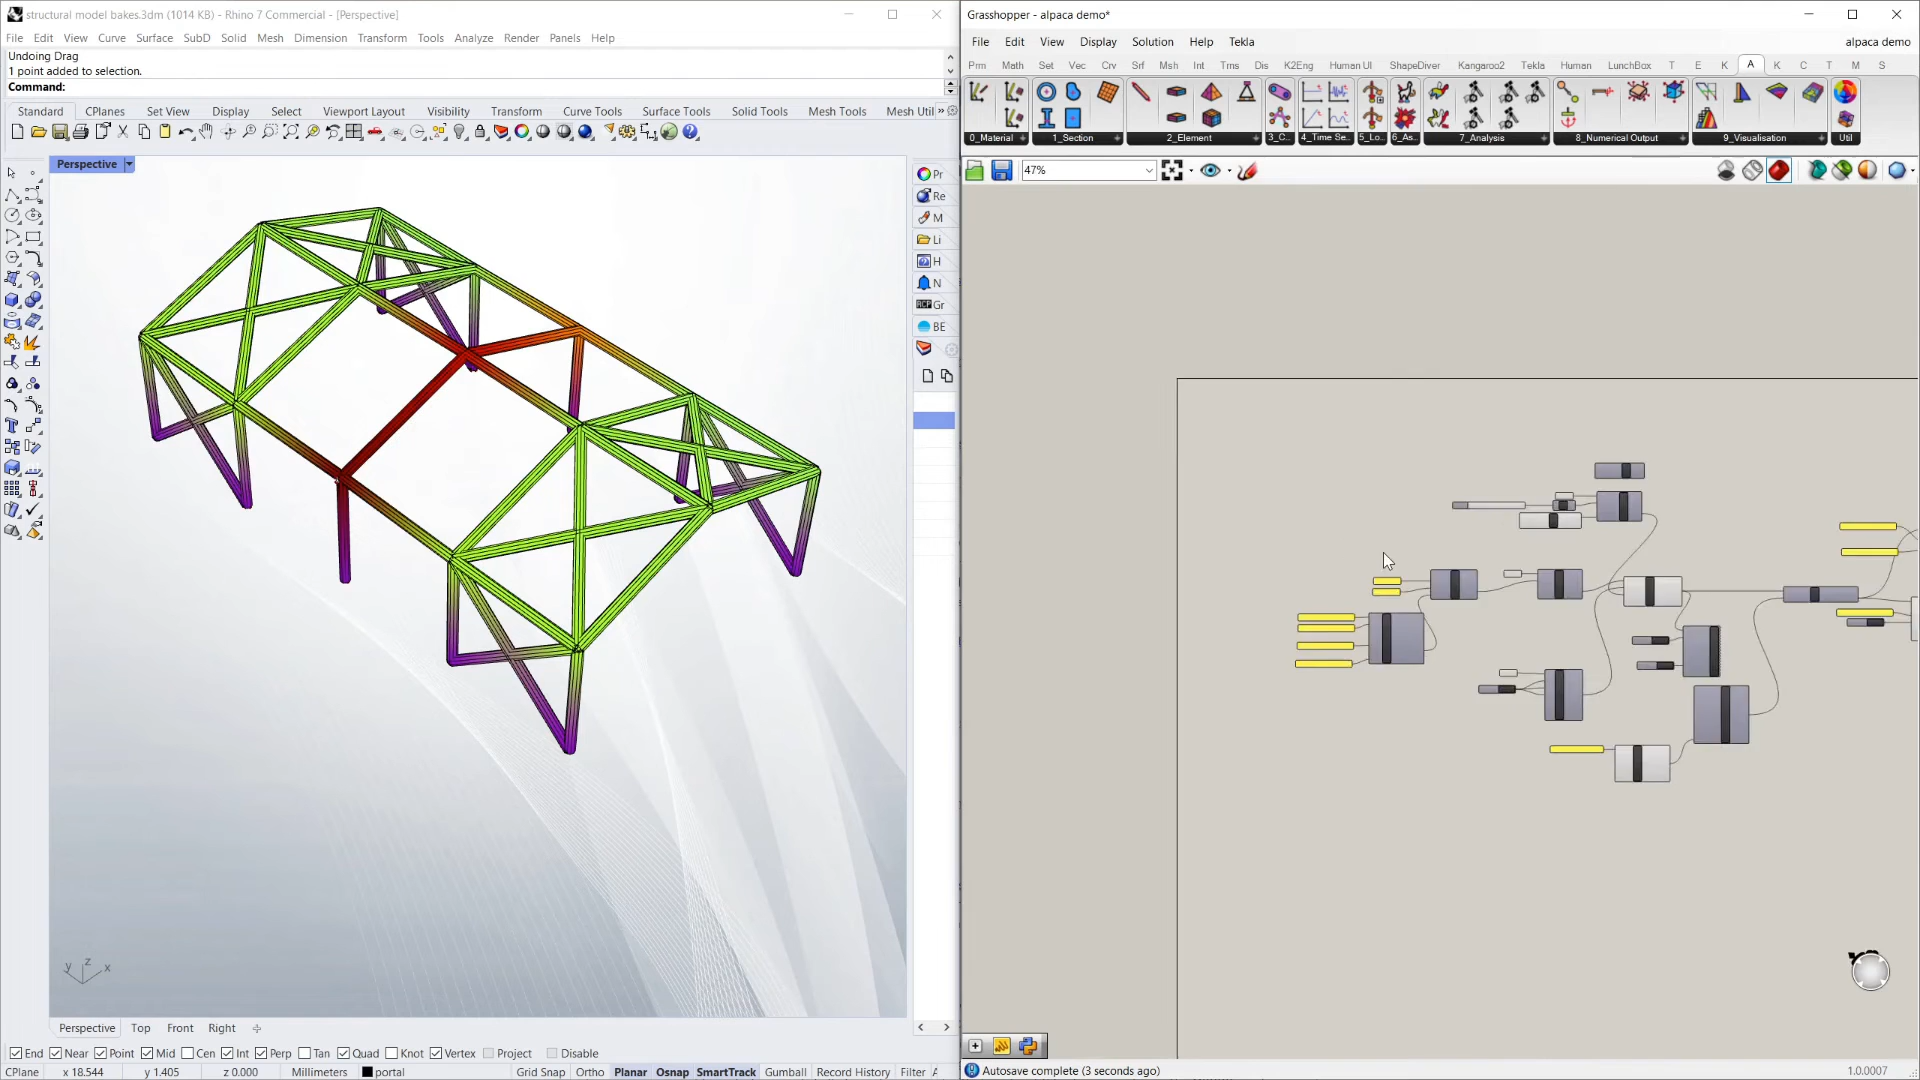 structural model bakes.3dm (1014 KB) - Rhino 7 Commercial - [Perspective]
File Edit View Curve Surface SubD Solid Mesh Dimension Transform Tools Analyze Render Panels Help
Undoing Drag
1 point added to selection.
Command:
Standard CPlanes Set View Display Select Viewport Layout Visibility Transform Curve Tools Surface Tools Solid Tools Mesh Tools Mesh Util »
Perspective
Pr
Re
M
Li
H
N
Gr
BE
z
y x
Perspective Top Front Right
End Near Point Mid Cen Int Perp Tan Quad Knot Vertex Project Disable
CPlane x 18.544 y 1.405 z 0.000 Millimeters portal Grid Snap Ortho Planar Osnap SmartTrack Gumball Record History Filter A
Grasshopper - alpaca demo*
File Edit View Display Solution Help Tekla alpaca demo
Prm Math Set Vec Crv Srf Msh Int Trns Dis K2Eng Human UI ShapeDiver Kangaroo2 Tekla Human LunchBox T E K A K C T M S
0_Material 1_Section 2_Element 3_C... 4_Time Se... 5_Lo... 6_As... 7_Analysis 8_Numerical Output 9_Visualisation Util
47%
Autosave complete (3 seconds ago) 1.0.0007